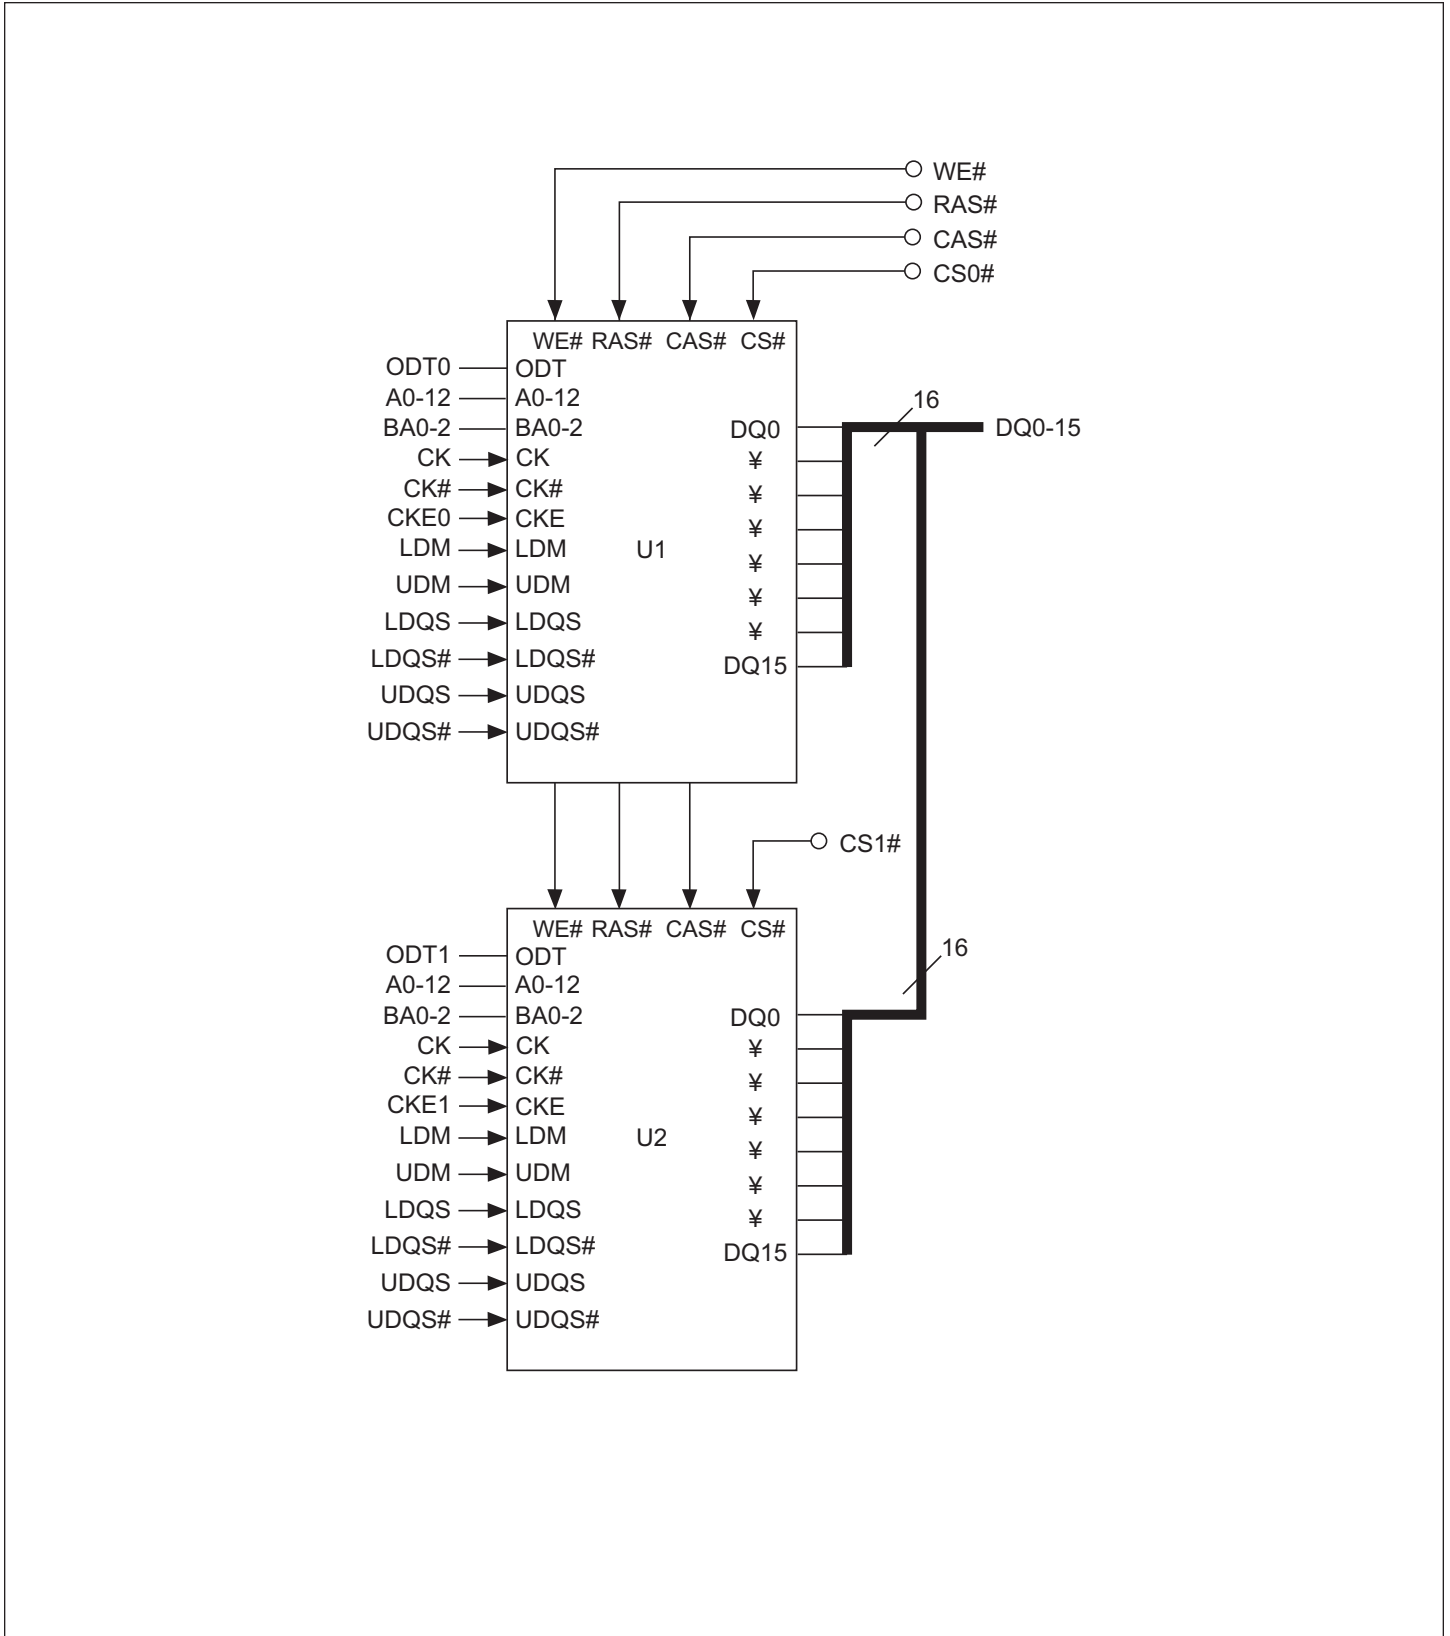 WE#
RAS#
CAS#
CS0#
WE# RAS# CAS# CS#
ODT0 ODT
A0-12 A0-12
16
BA0-2 BA0-2 DQ0 DQ0-15
CK CK ¥
CK# CK# ¥
CKE0 CKE ¥
LDM LDM U1 ¥
UDM UDM ¥
LDQS LDQS ¥
LDQS# LDQS# DQ15
UDQS UDQS
UDQS# UDQS#
CS1#
WE# RAS# CAS# CS#
ODT1 ODT 16
A0-12 A0-12
BA0-2 BA0-2 DQ0
CK CK ¥
CK# CK# ¥
CKE1 CKE ¥
LDM LDM U2 ¥
UDM UDM ¥
LDQS LDQS ¥
LDQS# LDQS# DQ15
UDQS UDQS
UDQS# UDQS#